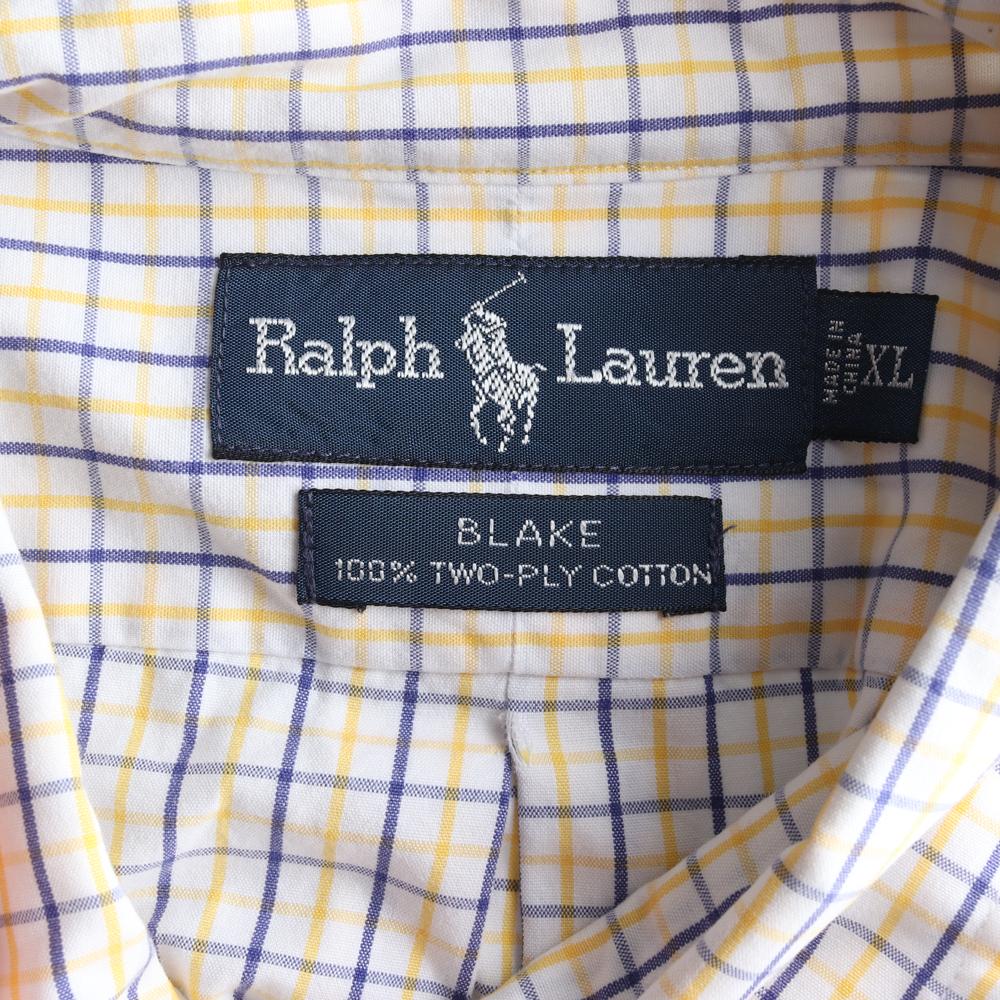 Ralph Lauren
MADE IN
CHINA
XL
BLAKE
100% TWO-PLY COTTON